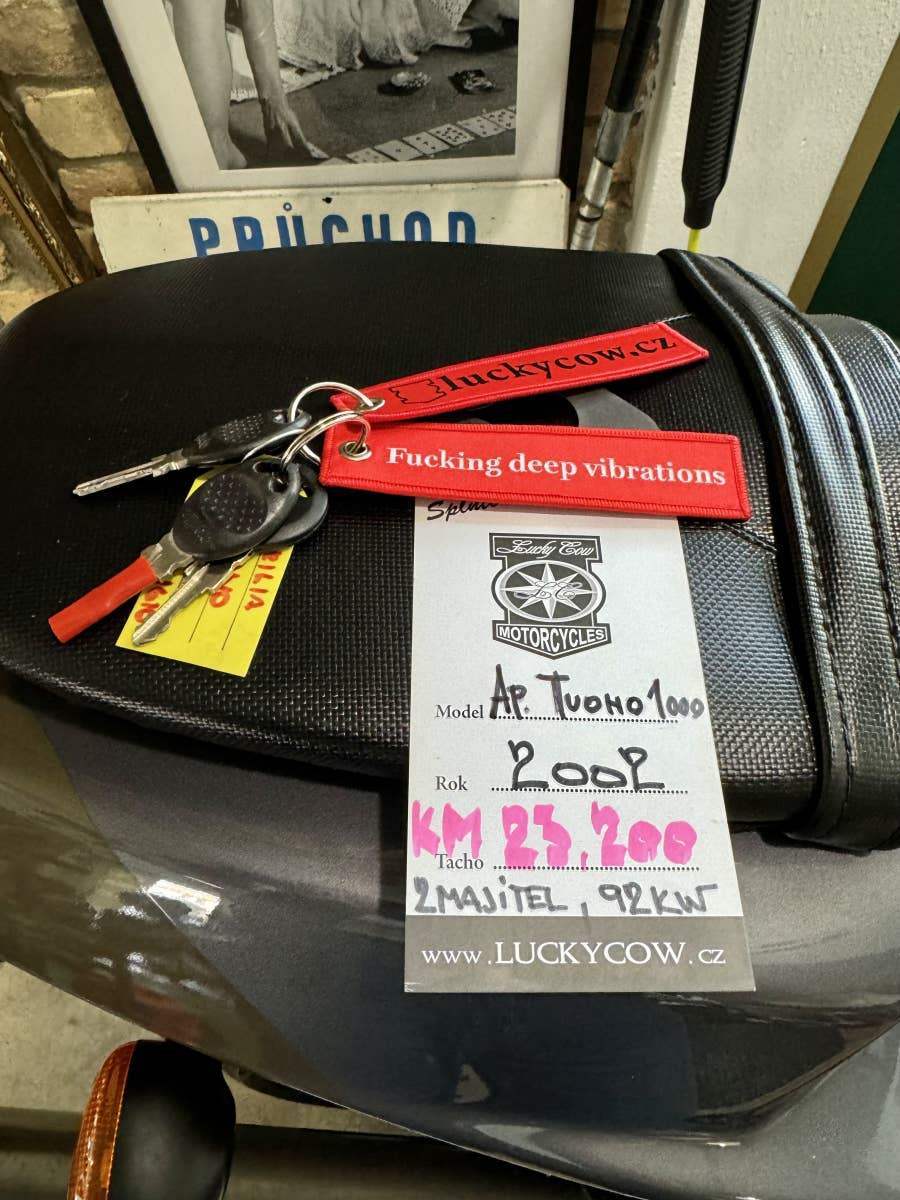 PRŮCHOD
luckycow.cz
Fucking deep vibrations
Lucky Cow
LC
MOTORCYCLES
Model AP. TUONO 1000
Rok 2002
KM 23,200
Tacho
2MAJITEL, 92KW
www.LUCKYCOW.cz